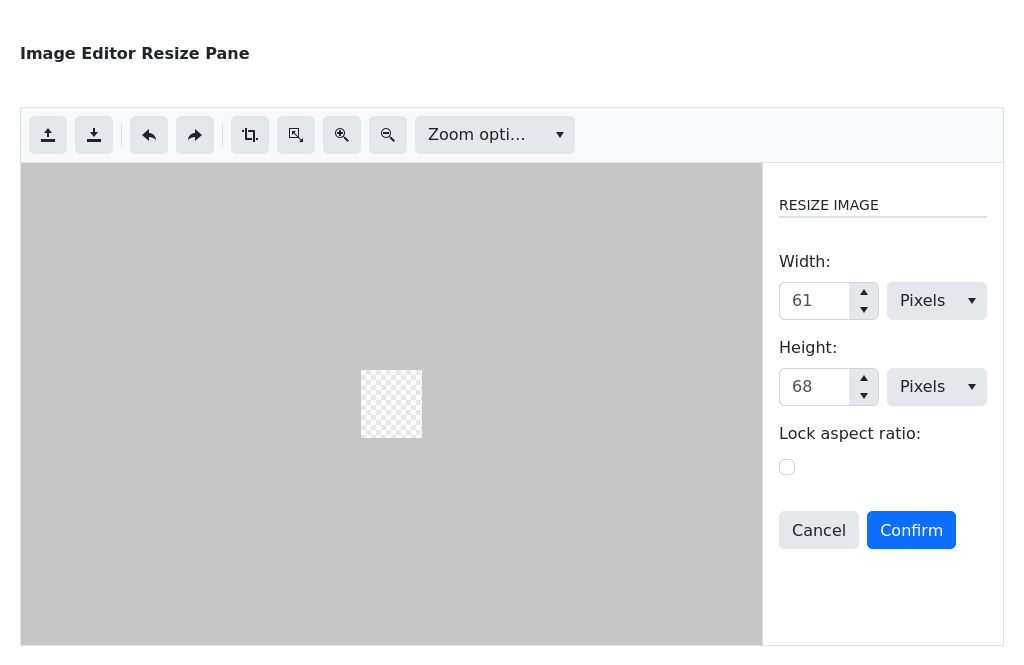 Image Editor Resize Pane
Zoom opti...
RESIZE IMAGE
Width:
61
Pixels
Height:
68
Pixels
Lock aspect ratio:
Cancel
Confirm